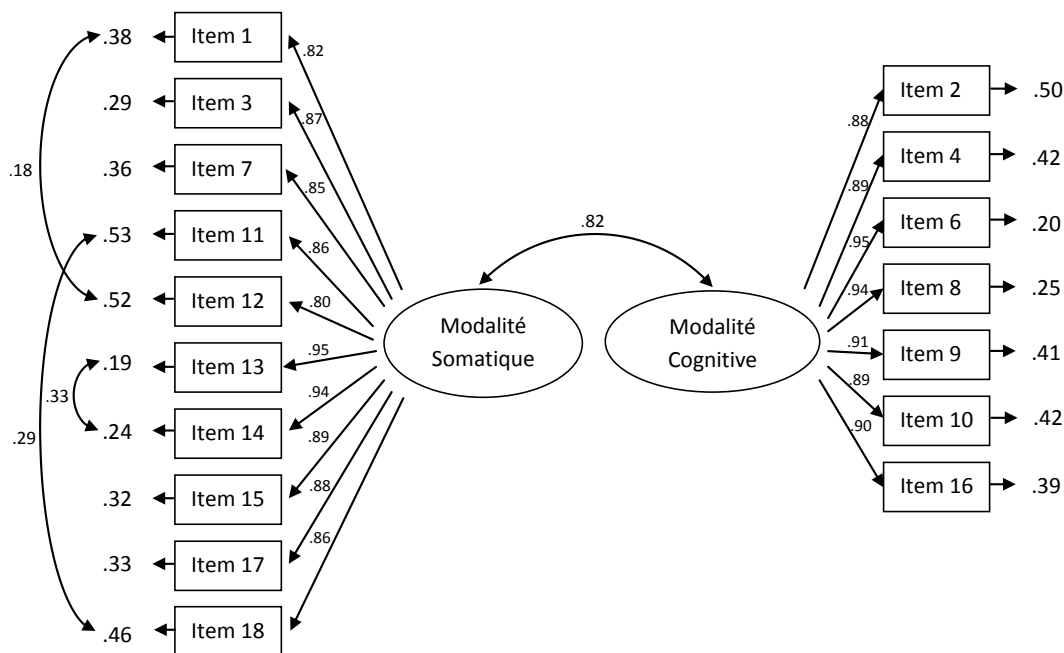 .38 Item 1 .82
.29 Item 3 .87
.36 Item 7 .85
.18
.53 Item 11 .86
.52 Item 12 .80
.19 Item 13 .95
.33
.24 Item 14 .94
.29
.32 Item 15 .89
.33 Item 17 .88
.46 Item 18 .86
.82
Modalité
Somatique
Modalité
Cognitive
.88 Item 2 .50
.89 Item 4 .42
.95 Item 6 .20
.94 Item 8 .25
.91 Item 9 .41
.89 Item 10 .42
.90 Item 16 .39